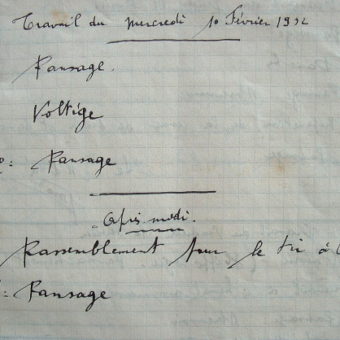 Travail du Mercredi 10 Février 1932
Pansage.
Voltige
: Pansage
Après-midi.
Rassemblement pour le tir à
: Pansage